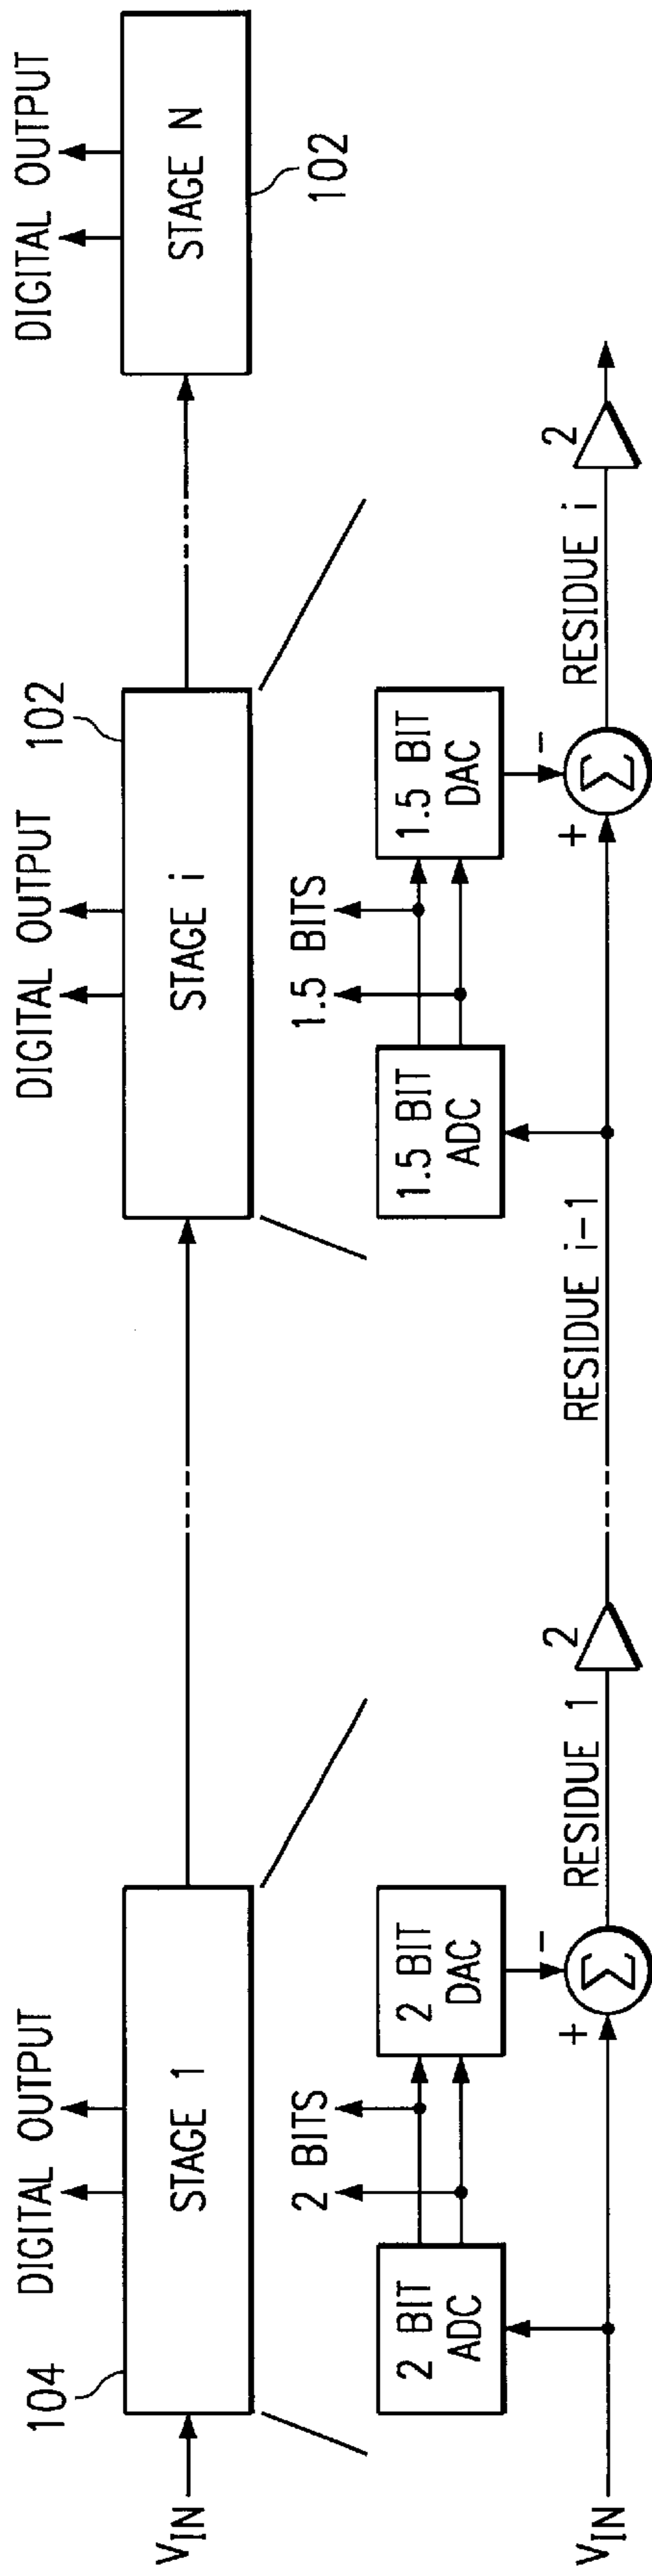 DIGITAL OUTPUT
DIGITAL OUTPUT
DIGITAL OUTPUT
104
102
V_IN
STAGE 1
STAGE i
STAGE N
102
2 BITS
1.5 BITS
2 BIT
ADC
2 BIT
DAC
1.5 BIT
ADC
1.5 BIT
DAC
−
−
+
RESIDUE 1
2
RESIDUE i−1
+
RESIDUE i
2
V_IN
Σ
Σ